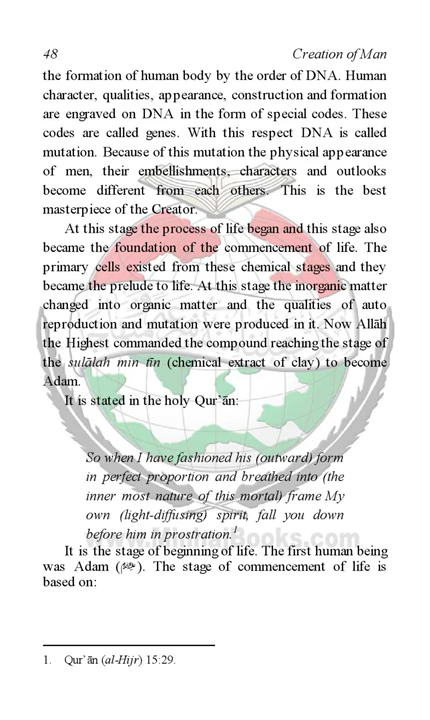 48 Creation of Man
the formation of human body by the order of DNA. Human
character, qualities, appearance, construction and formation
are engraved on DNA in the form of special codes. These
codes are called genes. With this respect DNA is called
mutation. Because of this mutation the physical appearance
of men, their embellishments, characters and outlooks
become different from each others. This is the best
masterpiece of the Creator.
At this stage the process of life began and this stage also
became the foundation of the commencement of life. The
primary cells existed from these chemical stages and they
became the prelude to life. At this stage the inorganic matter
changed into organic matter and the qualities of auto
reproduction and mutation were produced in it. Now Allāh
the Highest commanded the compound reaching the stage of
the sulālah min tīn (chemical extract of clay) to become
Adam.
It is stated in the holy Qur’ān:
So when I have fashioned his (outward) form
in perfect proportion and breathed into (the
inner most nature of this mortal) frame My
own (light-diffusing) spirit, fall you down
before him in prostration.1
It is the stage of beginning of life. The first human being
was Adam (). The stage of commencement of life is
based on:
1. Qur’ān (al-Hijr) 15:29.